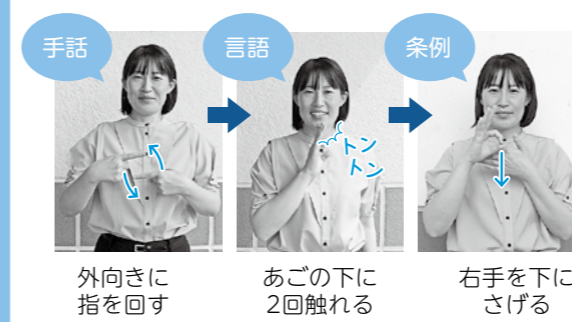 手話
言語
条例
トン
トン
外向きに
指を回す
あごの下に
2回触れる
右手を下に
さげる